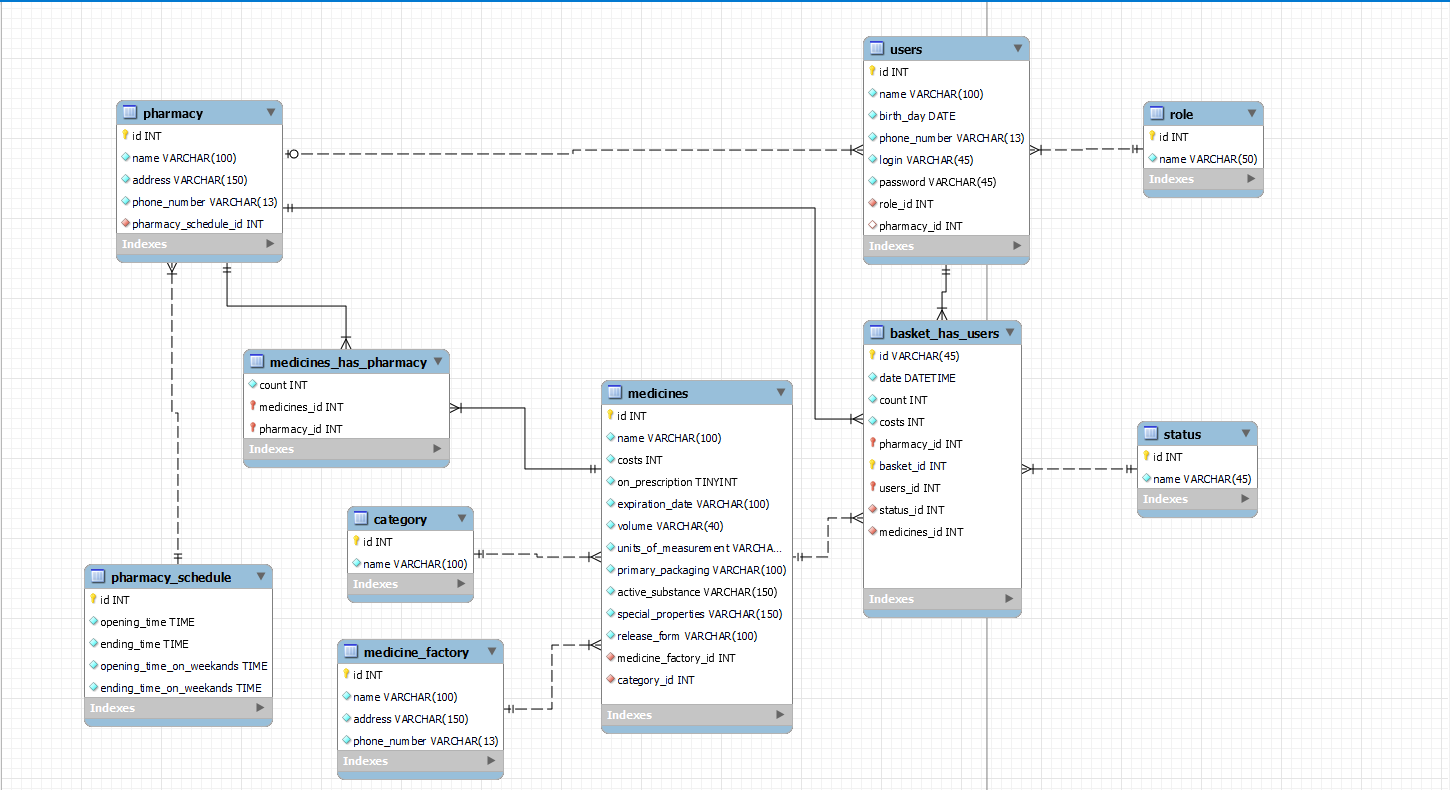 users
id INT
name VARCHAR(100)
birth_day DATE
phone_number VARCHAR(13)
login VARCHAR(45)
password VARCHAR(45)
role_id INT
pharmacy_id INT
Indexes
pharmacy
id INT
name VARCHAR(100)
address VARCHAR(150)
phone_number VARCHAR(13)
pharmacy_schedule_id INT
Indexes
role
id INT
name VARCHAR(50)
Indexes
medicines_has_pharmacy
count INT
medicines_id INT
pharmacy_id INT
Indexes
medicines
id INT
name VARCHAR(100)
costs INT
on_prescription TINYINT
expiration_date VARCHAR(100)
volume VARCHAR(40)
units_of_measurement VARCHA...
primary_packaging VARCHAR(100)
active_substance VARCHAR(150)
special_properties VARCHAR(150)
release_form VARCHAR(100)
medicine_factory_id INT
category_id INT
Indexes
basket_has_users
id VARCHAR(45)
date DATETIME
count INT
costs INT
pharmacy_id INT
basket_id INT
users_id INT
status_id INT
medicines_id INT
Indexes
status
id INT
name VARCHAR(45)
Indexes
category
id INT
name VARCHAR(100)
Indexes
pharmacy_schedule
id INT
opening_time TIME
ending_time TIME
opening_time_on_weekands TIME
ending_time_on_weekands TIME
Indexes
medicine_factory
id INT
name VARCHAR(100)
address VARCHAR(150)
phone_number VARCHAR(13)
Indexes